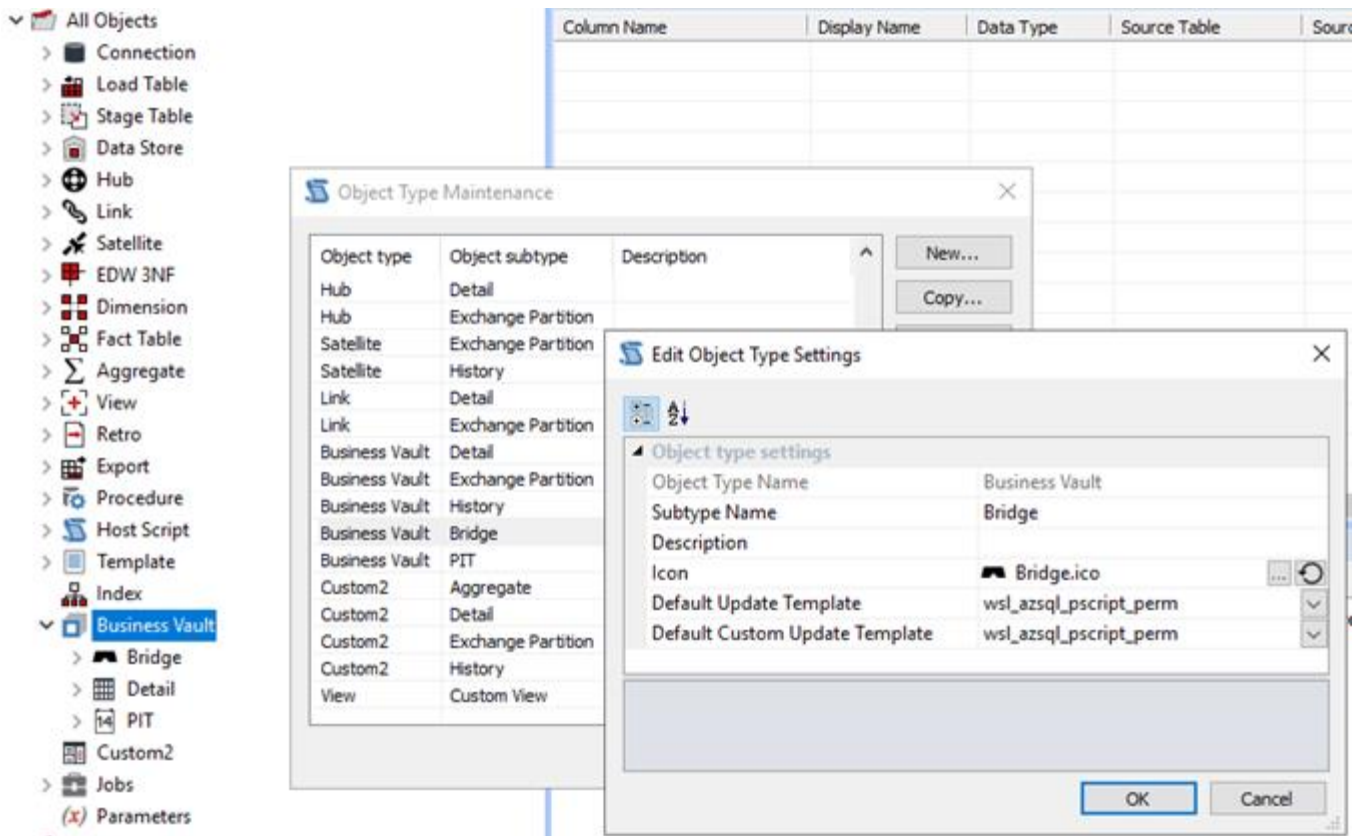 All Objects
Connection
Load Table
Stage Table
Data Store
Hub
Link
Satellite
EDW 3NF
Dimension
Fact Table
Aggregate
View
Retro
Export
Procedure
Host Script
Template
Index
Business Vault
Bridge
Detail
14 PIT
Custom2
Jobs
(x) Parameters
Column Name Display Name Data Type Source Table
Object Type Maintenance
Object type Object subtype Description
Hub Detail
Hub Exchange Partition
Satellite Exchange Partition
Satellite History
Link Detail
Link Exchange Partition
Business Vault Detail
Business Vault Exchange Partition
Business Vault History
Business Vault Bridge
Business Vault PIT
Custom2 Aggregate
Custom2 Detail
Custom2 Exchange Partition
Custom2 History
View Custom View
New...
Copy...
Edit Object Type Settings
Object type settings
Object Type Name Business Vault
Subtype Name Bridge
Description
Icon Bridge.ico ...
Default Update Template wsl_azsql_pscript_perm
Default Custom Update Template wsl_azsql_pscript_perm
OK Cancel